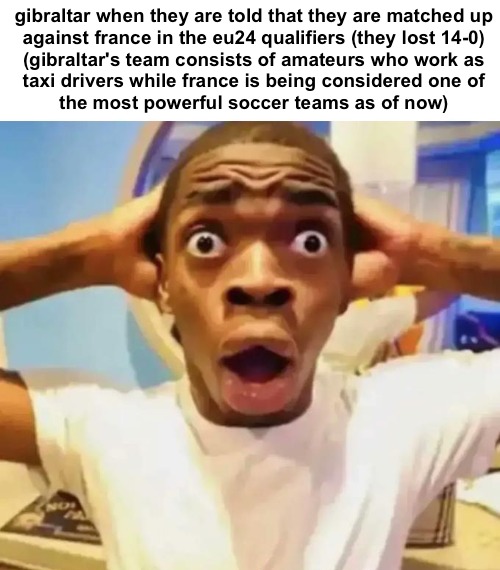 gibraltar when they are told that they are matched up
against france in the eu24 qualifiers (they lost 14-0)
(gibraltar's team consists of amateurs who work as
taxi drivers while france is being considered one of
the most powerful soccer teams as of now)